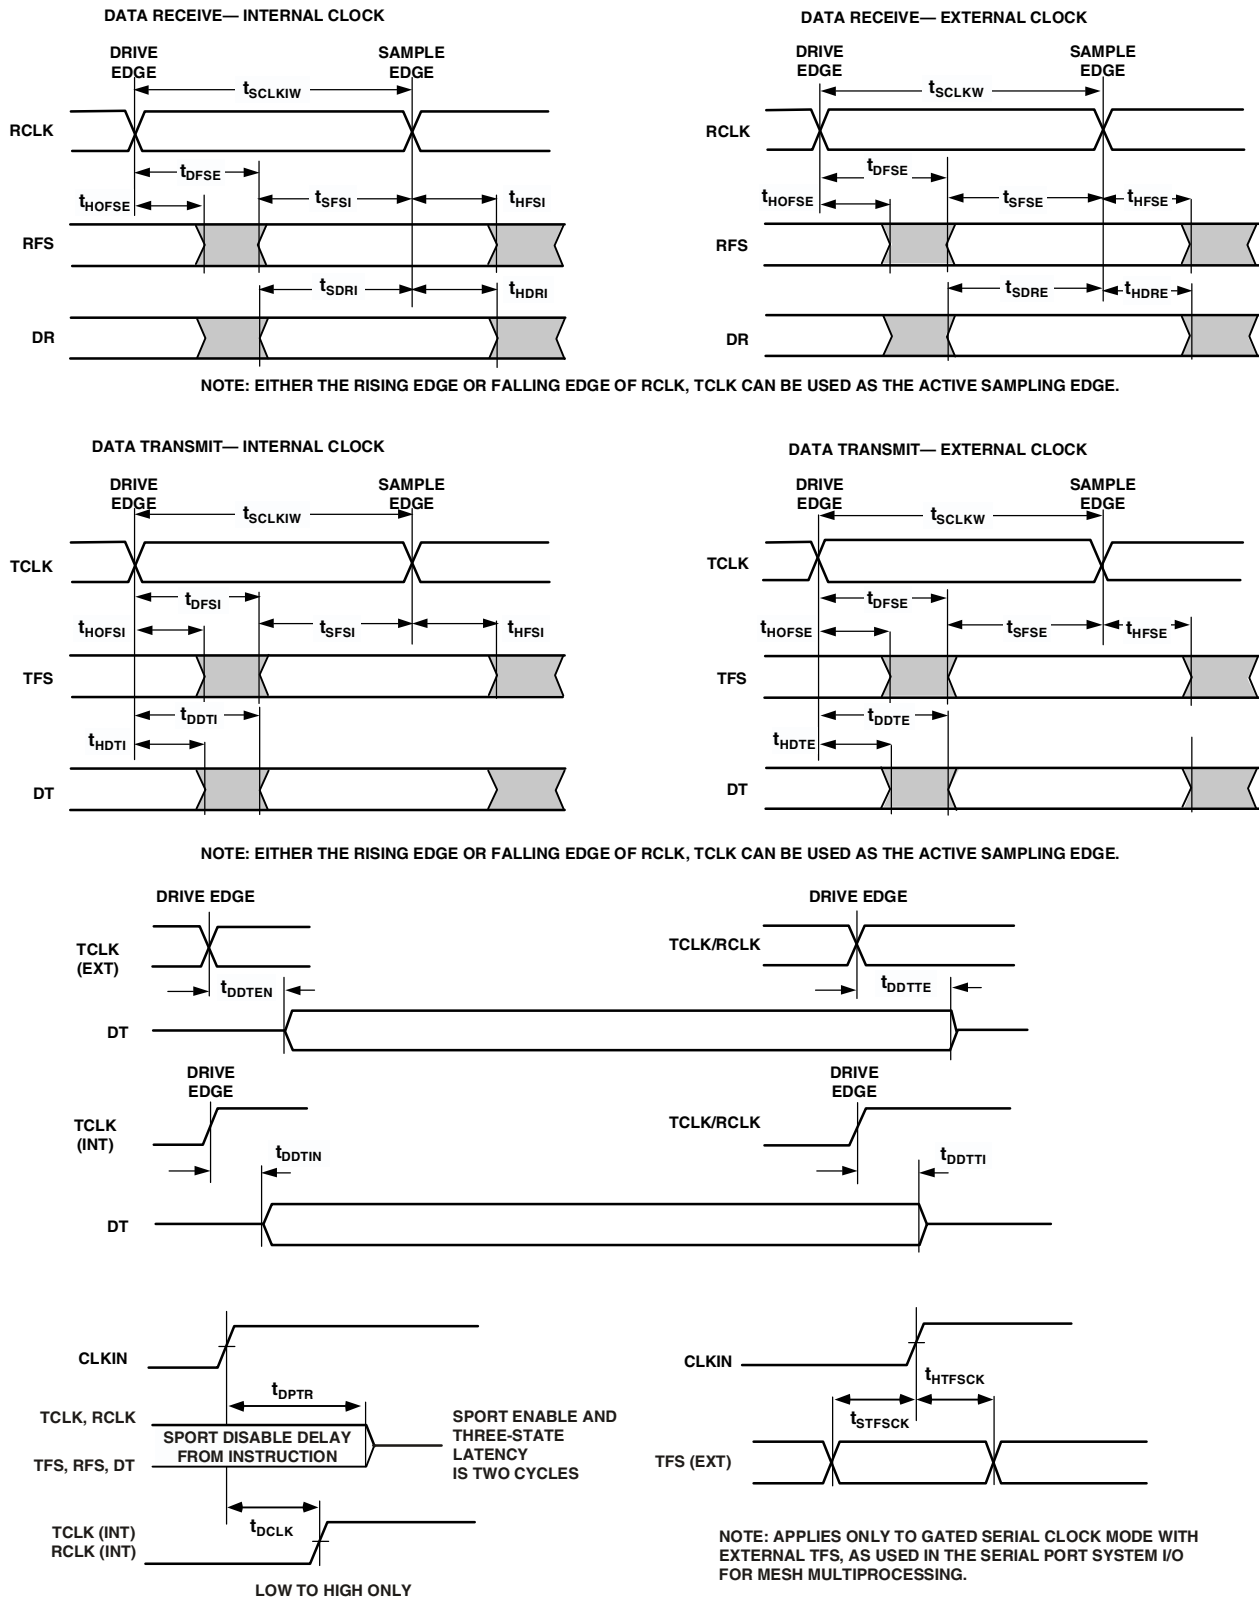 DATA RECEIVE— INTERNAL CLOCK
DRIVE
EDGE
SAMPLE
EDGE
tSCLKIW
RCLK
tDFSE
tHOFSE
tSFSI
tHFSI
RFS
tSDRI
tHDRI
DR
DATA RECEIVE— EXTERNAL CLOCK
DRIVE
EDGE
SAMPLE
EDGE
tSCLKW
RCLK
tDFSE
tHOFSE
tSFSE
tHFSE
RFS
tSDRE
tHDRE
DR
NOTE: EITHER THE RISING EDGE OR FALLING EDGE OF RCLK, TCLK CAN BE USED AS THE ACTIVE SAMPLING EDGE.
DATA TRANSMIT— INTERNAL CLOCK
DRIVE
EDGE
SAMPLE
EDGE
tSCLKIW
TCLK
tDFSI
tHOFSI
tSFSI
tHFSI
TFS
tDDTI
tHDTI
DT
DATA TRANSMIT— EXTERNAL CLOCK
DRIVE
EDGE
SAMPLE
EDGE
tSCLKW
TCLK
tDFSE
tHOFSE
tSFSE
tHFSE
TFS
tDDTE
tHDTE
DT
NOTE: EITHER THE RISING EDGE OR FALLING EDGE OF RCLK, TCLK CAN BE USED AS THE ACTIVE SAMPLING EDGE.
DRIVE EDGE
TCLK
(EXT)
tDDTEN
DT
DRIVE EDGE
TCLK/RCLK
tDDTTE
DRIVE
EDGE
TCLK
(INT)
tDDTIN
DT
DRIVE
EDGE
TCLK/RCLK
tDDTTI
CLKIN
tDPTR
TCLK, RCLK
SPORT DISABLE DELAY
FROM INSTRUCTION
TFS, RFS, DT
SPORT ENABLE AND
THREE-STATE
LATENCY
IS TWO CYCLES
tDCLK
TCLK (INT)
RCLK (INT)
LOW TO HIGH ONLY
CLKIN
tHTFSCK
tSTFSCK
TFS (EXT)
NOTE: APPLIES ONLY TO GATED SERIAL CLOCK MODE WITH
EXTERNAL TFS, AS USED IN THE SERIAL PORT SYSTEM I/O
FOR MESH MULTIPROCESSING.